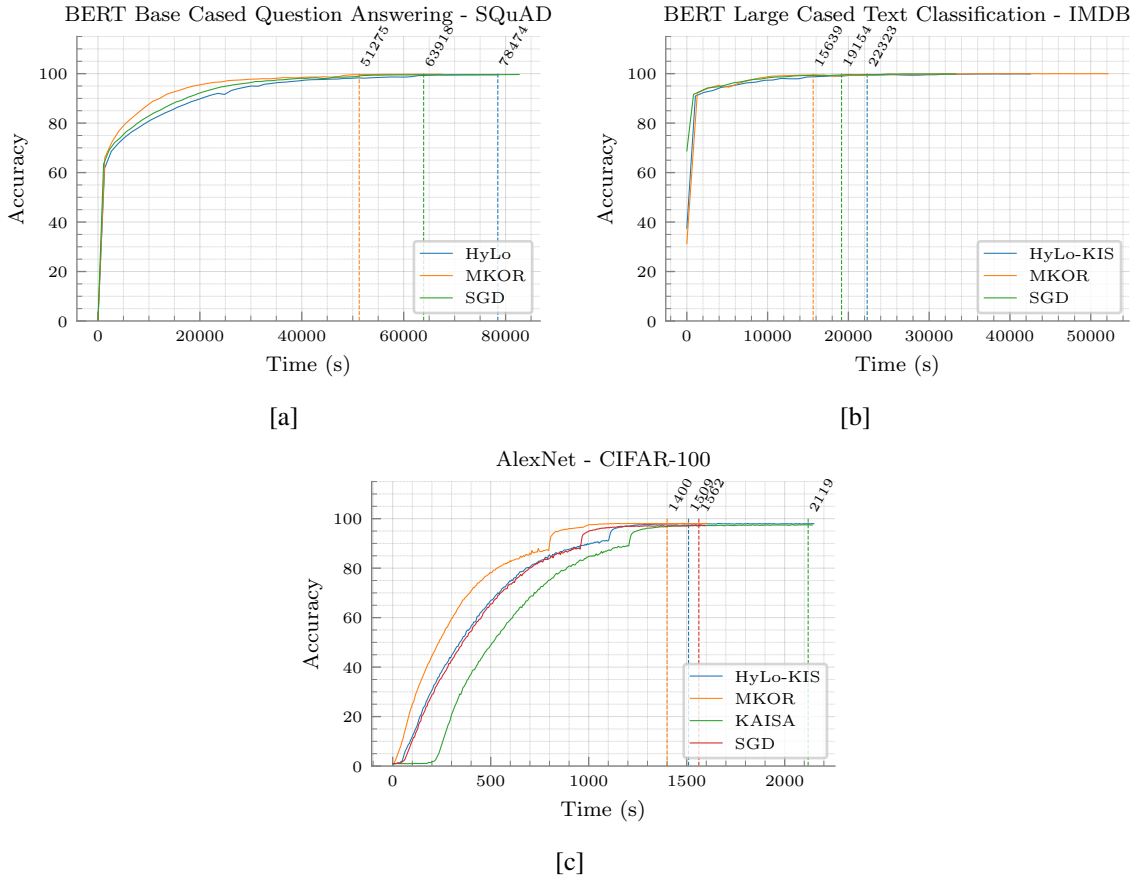 BERT Base Cased Question Answering - SQuAD
51275
63918
78474
100
80
60
40
20
0
Accuracy
HyLo
MKOR
SGD
0
20000
40000
60000
80000
Time (s)
[a]
BERT Large Cased Text Classification - IMDB
15639
19154
22323
100
80
60
40
20
0
Accuracy
HyLo-KIS
MKOR
SGD
0
10000
20000
30000
40000
50000
Time (s)
[b]
AlexNet - CIFAR-100
1400
1509
1562
2119
100
80
60
40
20
0
Accuracy
HyLo-KIS
MKOR
KAISA
SGD
0
500
1000
1500
2000
Time (s)
[c]